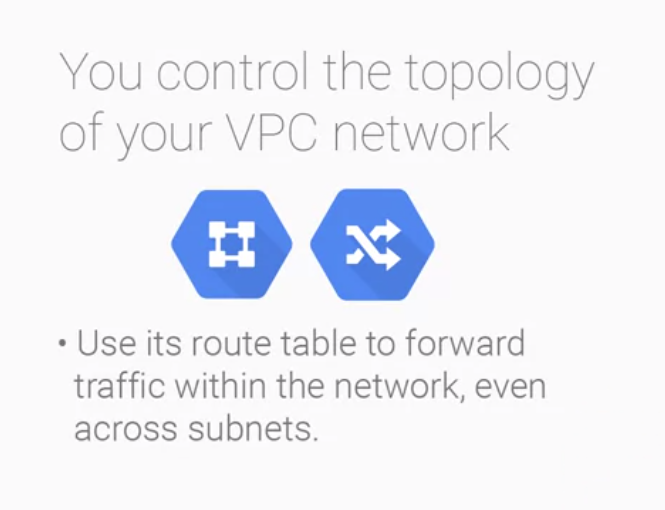 You control the topology
of your VPC network
• Use its route table to forward
traffic within the network, even
across subnets.